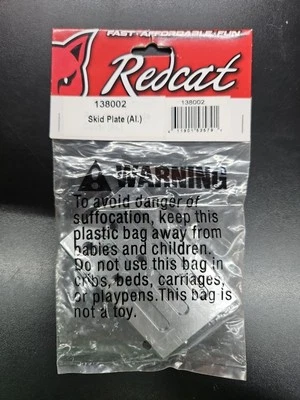 FAST·AFFORDABLE·FUN
Redcat
138002
138002
Skid Plate (Al.)
WARNING
To avoid danger of
suffocation, keep this
plastic bag away from
babies and children.
Do not use this bag in
cribs, beds, carriages,
or playpens.This bag is
not a toy.